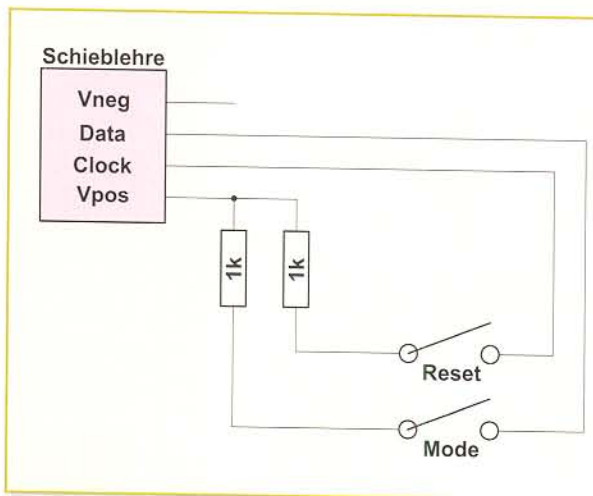 Schieblehre
Vneg
Data
Clock
Vpos
1k
1k
Reset
Mode